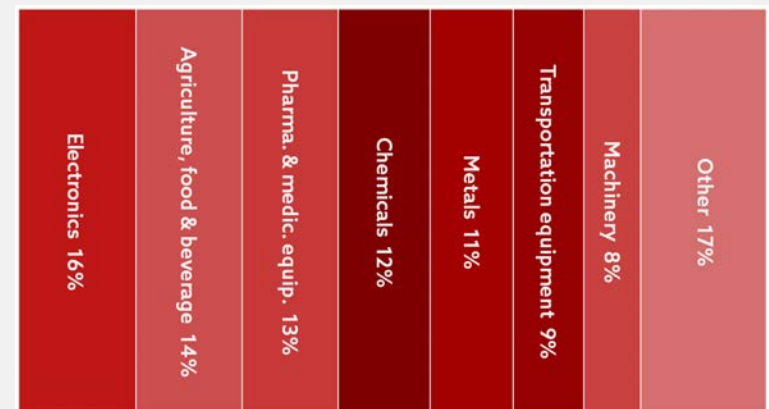 Electronics 16%
Agriculture, food & beverage 14%
Pharma. & medic. equip. 13%
Chemicals 12%
Metals 11%
Transportation equipment 9%
Machinery 8%
Other 17%